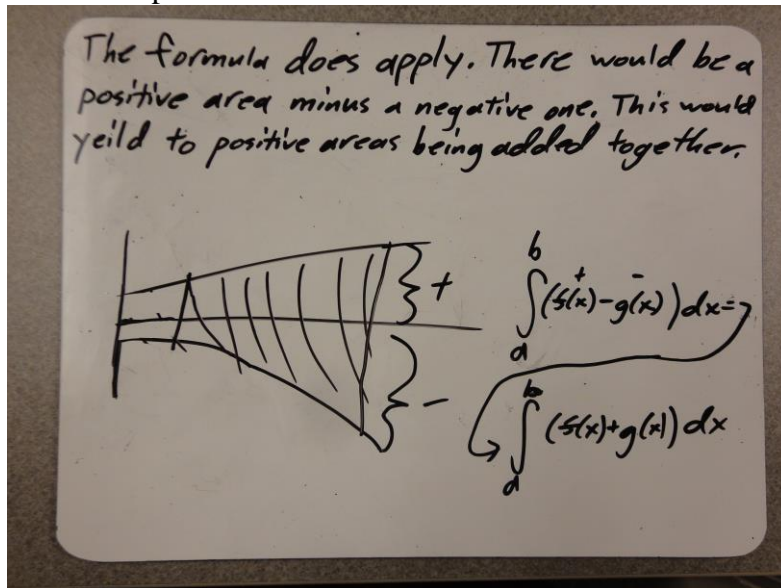 The formula does apply. There would be a
positive area minus a negative one. This would
yeild to positive areas being added together.
+
-
b
+ -
∫(f(x)-g(x))dx=
a
b
∫(f(x)+g(x))dx
a